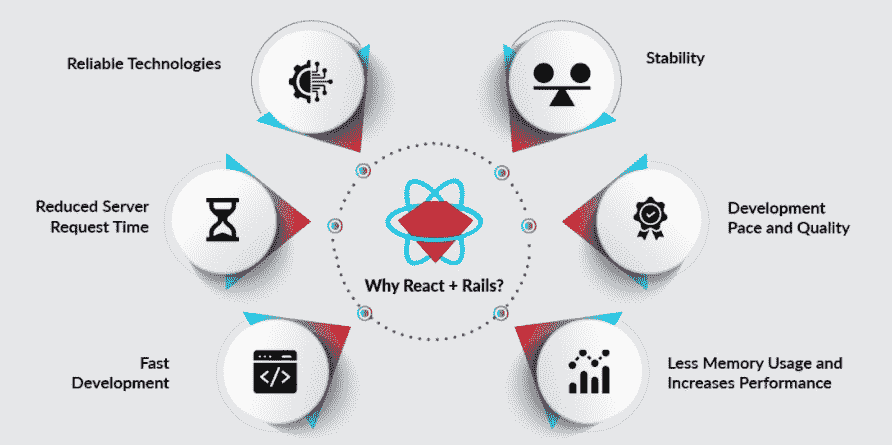 Reliable Technologies
Stability
Reduced Server
Request Time
Development
Pace and Quality
Why React + Rails?
Fast
Development
Less Memory Usage and
Increases Performance